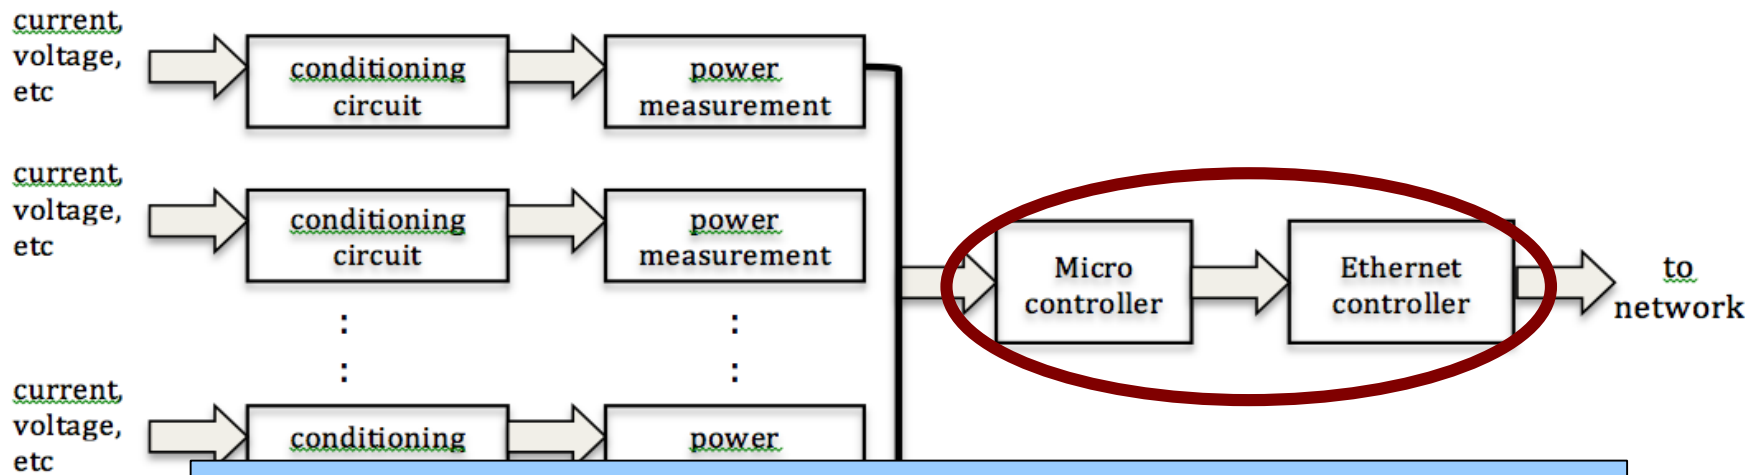 current,
voltage,
etc
conditioning
circuit
power
measurement
current,
voltage,
etc
conditioning
circuit
power
measurement
Micro
controller
Ethernet
controller
to
network
:
:
:
:
current,
voltage,
etc
conditioning
power